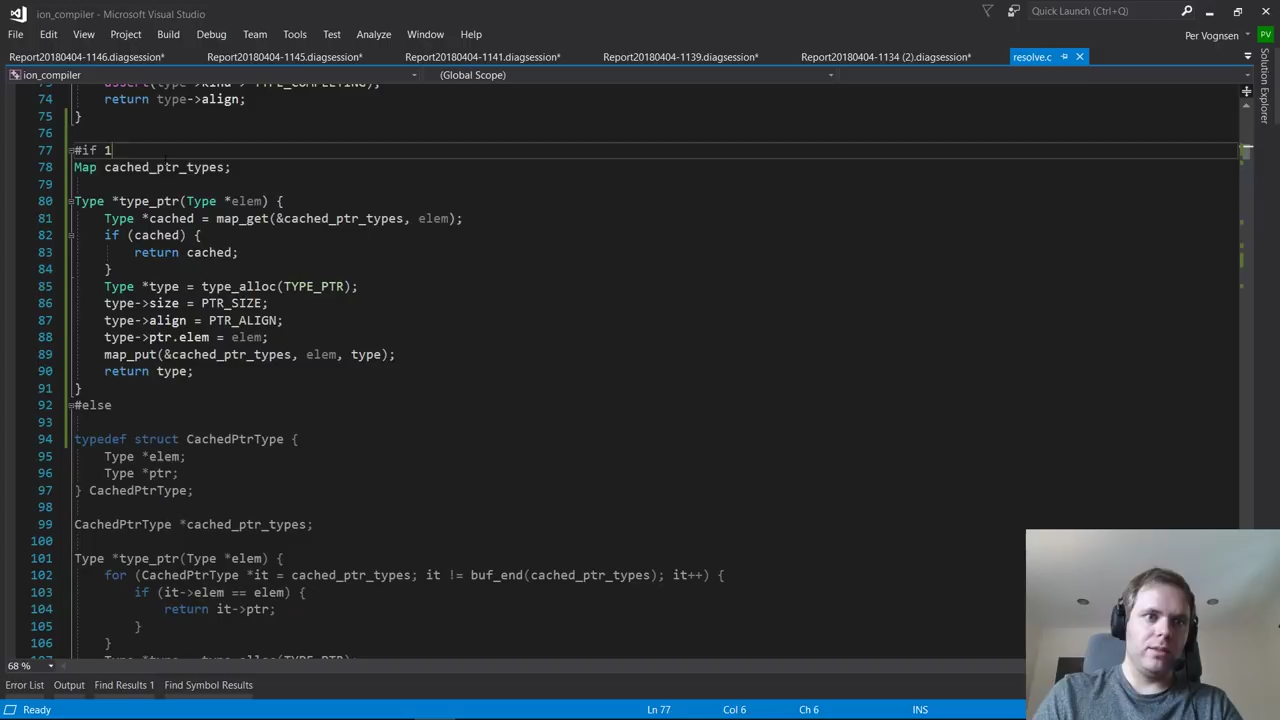 ion_compiler - Microsoft Visual Studio
Quick Launch (Ctrl+Q)
File Edit View Project Build Debug Team Tools Test Analyze Window Help
Per Vognsen PV
Report20180404-1146.diagsession* Report20180404-1145.diagsession* Report20180404-1141.diagsession* Report20180404-1139.diagsession* Report20180404-1134 (2).diagsession* resolve.c
ion_compiler (Global Scope)
Solution Explorer
74 return type->align;
75 }
76
77 #if 1
78 Map cached_ptr_types;
79
80 Type *type_ptr(Type *elem) {
81 Type *cached = map_get(&cached_ptr_types, elem);
82 if (cached) {
83 return cached;
84 }
85 Type *type = type_alloc(TYPE_PTR);
86 type->size = PTR_SIZE;
87 type->align = PTR_ALIGN;
88 type->ptr.elem = elem;
89 map_put(&cached_ptr_types, elem, type);
90 return type;
91 }
92 #else
93
94 typedef struct CachedPtrType {
95 Type *elem;
96 Type *ptr;
97 } CachedPtrType;
98
99 CachedPtrType *cached_ptr_types;
100
101 Type *type_ptr(Type *elem) {
102 for (CachedPtrType *it = cached_ptr_types; it != buf_end(cached_ptr_types); it++) {
103 if (it->elem == elem) {
104 return it->ptr;
105 }
106 }
68 %
Error List Output Find Results 1 Find Symbol Results
Ready Ln 77 Col 6 Ch 6 INS